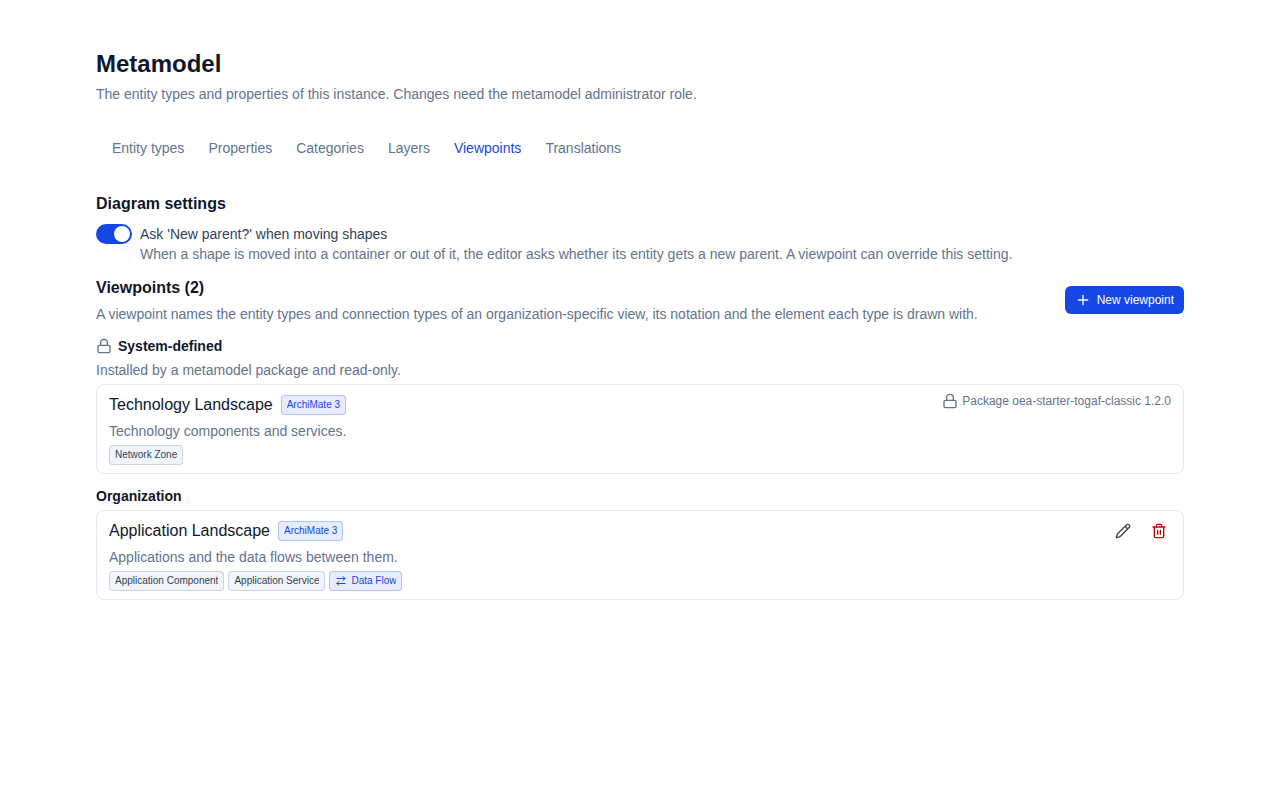 Metamodel
The entity types and properties of this instance. Changes need the metamodel administrator role.
Entity types Properties Categories Layers Viewpoints Translations
Diagram settings
Ask 'New parent?' when moving shapes
When a shape is moved into a container or out of it, the editor asks whether its entity gets a new parent. A viewpoint can override this setting.
Viewpoints (2)
New viewpoint
A viewpoint names the entity types and connection types of an organization-specific view, its notation and the element each type is drawn with.
System-defined
Installed by a metamodel package and read-only.
Technology Landscape ArchiMate 3 Package oea-starter-togaf-classic 1.2.0
Technology components and services.
Network Zone
Organization
Application Landscape ArchiMate 3
Applications and the data flows between them.
Application Component Application Service Data Flow